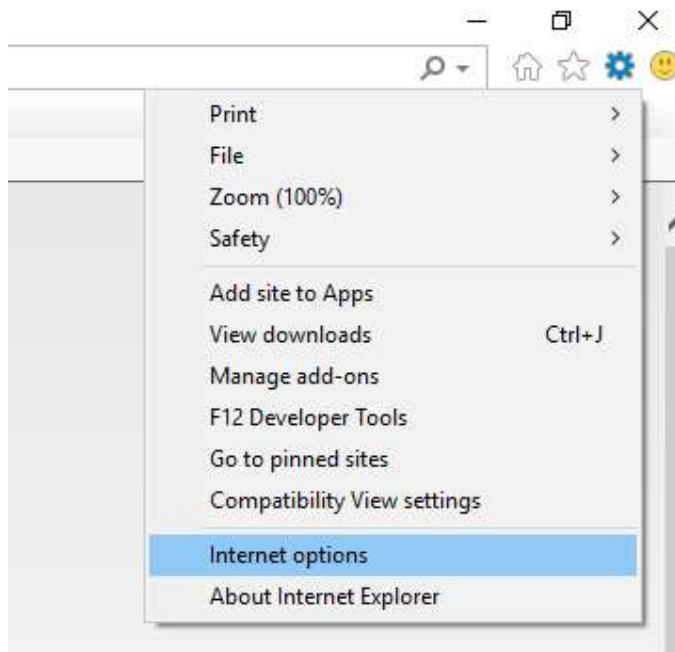 Print
File
Zoom (100%)
Safety
Add site to Apps
View downloads Ctrl+J
Manage add-ons
F12 Developer Tools
Go to pinned sites
Compatibility View settings
Internet options
About Internet Explorer